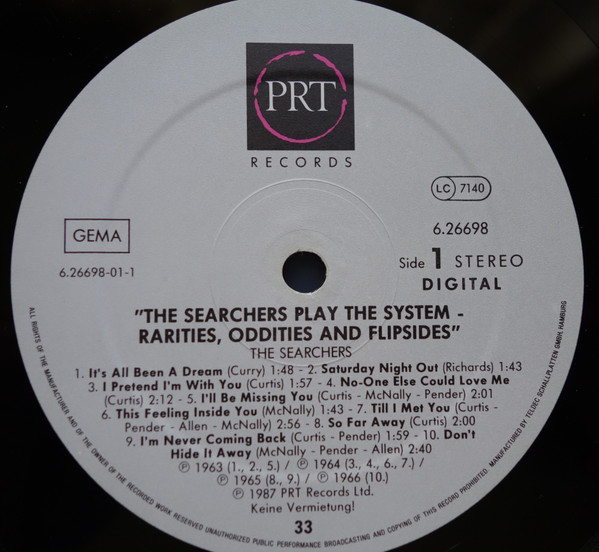 PRT
RECORDS
LC 7140
GEMA
6.26698
6.26698-01-1
Side 1 STEREO
DIGITAL
"THE SEARCHERS PLAY THE SYSTEM -
RARITIES, ODDITIES AND FLIPSIDES"
THE SEARCHERS
1. It's All Been A Dream (Curry) 1:48 - 2. Saturday Night Out (Richards) 1:43
3. I Pretend I'm With You (Curtis) 1:57 - 4. No-One Else Could Love Me
(Curtis) 2:12 - 5. I'll Be Missing You (Curtis - McNally - Pender) 2:01
6. This Feeling Inside You (McNally) 1:43 - 7. Till I Met You (Curtis -
Pender - Allen - McNally) 2:56 - 8. So Far Away (Curtis) 2:00
9. I'm Never Coming Back (Curtis - Pender) 1:59 - 10. Don't
Hide It Away (McNally - Pender - Allen) 2:40
℗ 1963 (1., 2., 5.) / ℗ 1964 (3., 4., 6., 7.) /
℗ 1965 (8., 9.) / ℗ 1966 (10.)
℗ 1987 PRT Records Ltd.
Keine Vermietung!
33
ALL RIGHTS OF THE MANUFACTURER AND OF THE OWNER OF THE RECORDED WORK RESERVED UNAUTHORIZED PUBLIC PERFORMANCE BROADCASTING AND COPYING OF THIS RECORD PROHIBITED. MANUFACTURED BY TELDEC SCHALLPLATTEN GMBH, HAMBURG